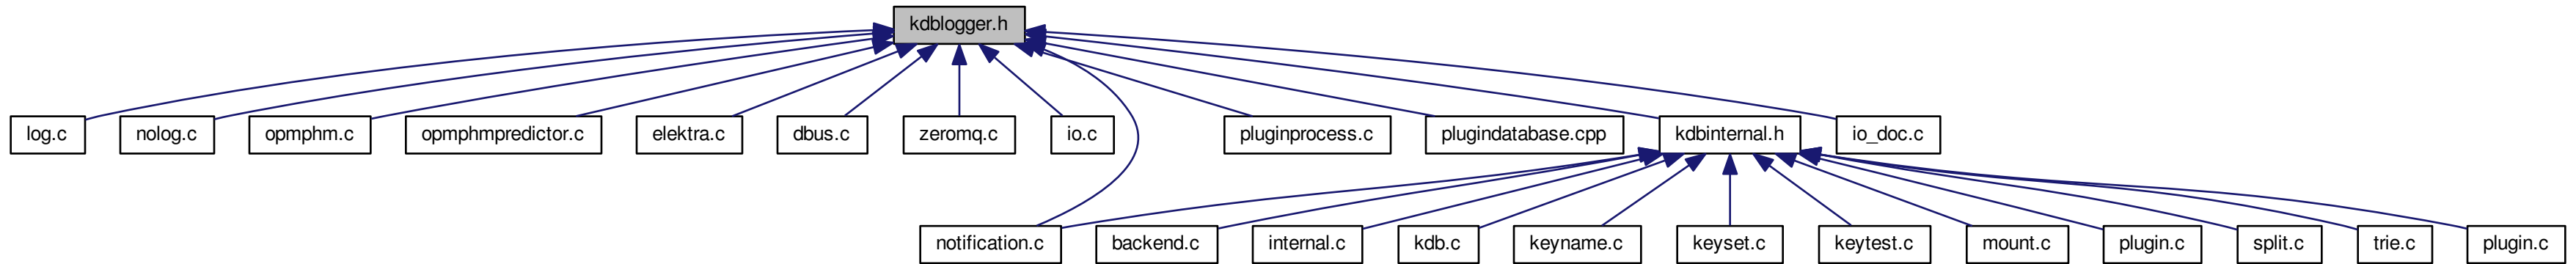 kdblogger.h
log.c
nolog.c
opmphm.c
opmphmpredictor.c
elektra.c
dbus.c
zeromq.c
io.c
pluginprocess.c
plugindatabase.cpp
kdbinternal.h
io_doc.c
notification.c
backend.c
internal.c
kdb.c
keyname.c
keyset.c
keytest.c
mount.c
plugin.c
split.c
trie.c
plugin.c